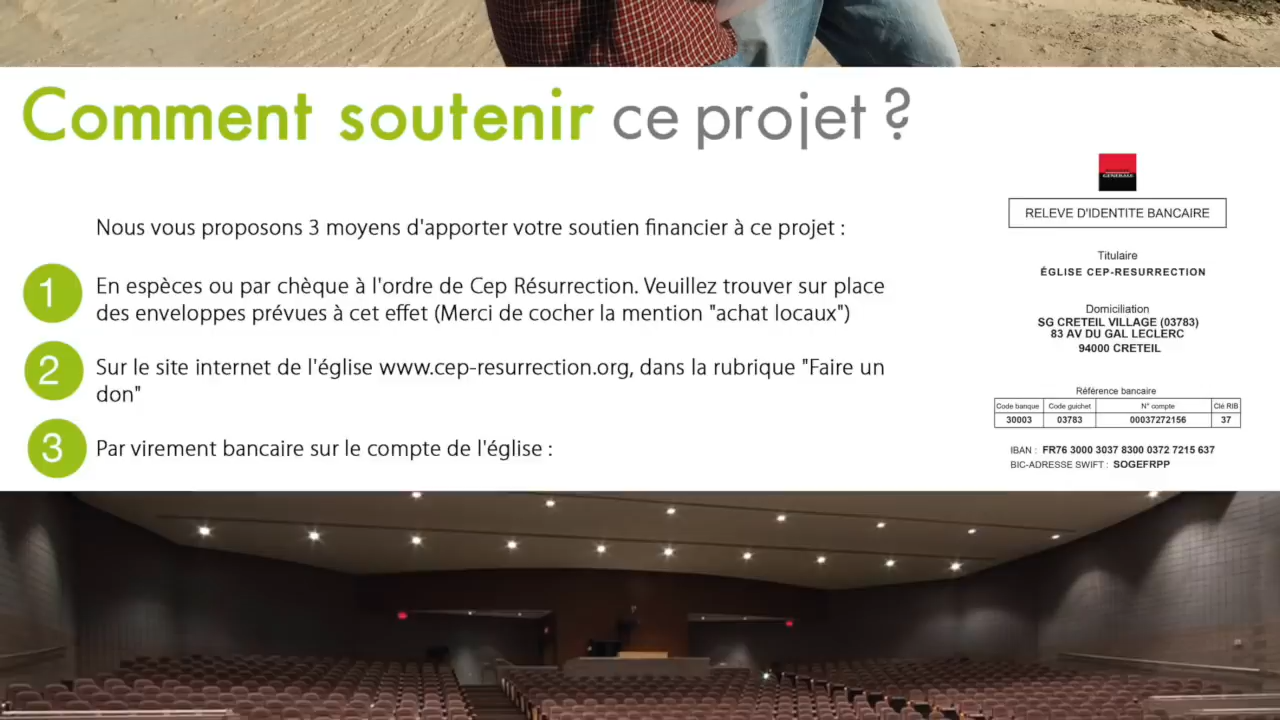 Comment soutenir ce projet ?
Nous vous proposons 3 moyens d'apporter votre soutien financier à ce projet :
1
En espèces ou par chèque à l'ordre de Cep Résurrection. Veuillez trouver sur place
des enveloppes prévues à cet effet (Merci de cocher la mention "achat locaux")
2
Sur le site internet de l'église www.cep-resurrection.org, dans la rubrique "Faire un
don"
3
Par virement bancaire sur le compte de l'église :
GENERALE
RELEVE D'IDENTITE BANCAIRE
Titulaire
ÉGLISE CEP-RESURRECTION
Domiciliation
SG CRETEIL VILLAGE (03783)
83 AV DU GAL LECLERC
94000 CRETEIL
Référence bancaire
Code banque Code guichet N° compte Clé RIB
30003 03783 00037272156 37
IBAN : FR76 3000 3037 8300 0372 7215 637
BIC-ADRESSE SWIFT : SOGEFRPP